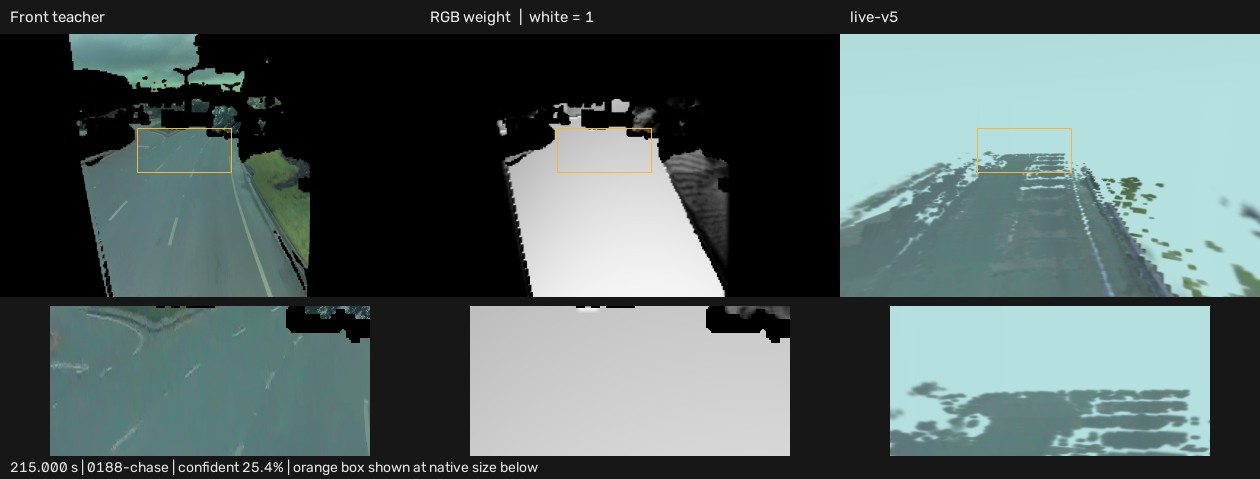 Front teacher
RGB weight | white = 1
live-v5
215.000 s | 0188-chase | confident 25.4% | orange box shown at native size below